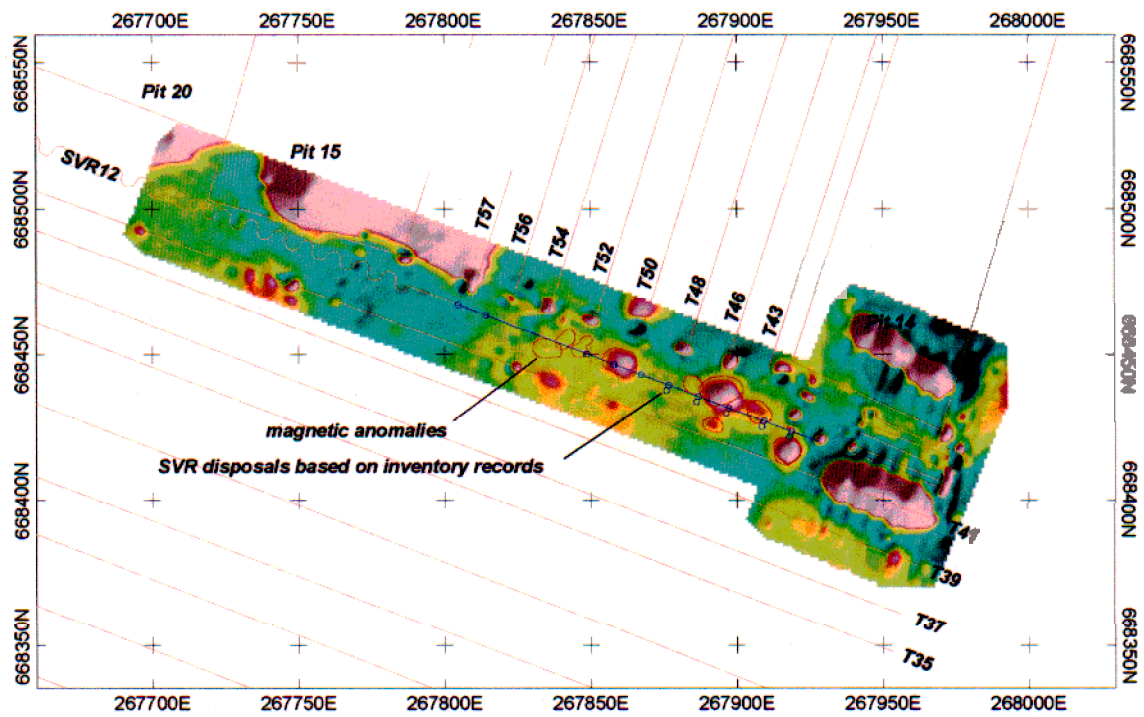 267700E 267750E 267800E 267850E 267900E 267950E 268000E
668550N
668550N
Pit 20
SVR12
Pit 15
668500N
668500N
T57
T56
T54
T52
T50
T48
T46
T43
Pit 14
668450N
668450N
magnetic anomalies
SVR disposals based on inventory records
668400N
668400N
T41
T39
T37
T35
668350N
668350N
267700E 267750E 267800E 267850E 267900E 267950E 268000E